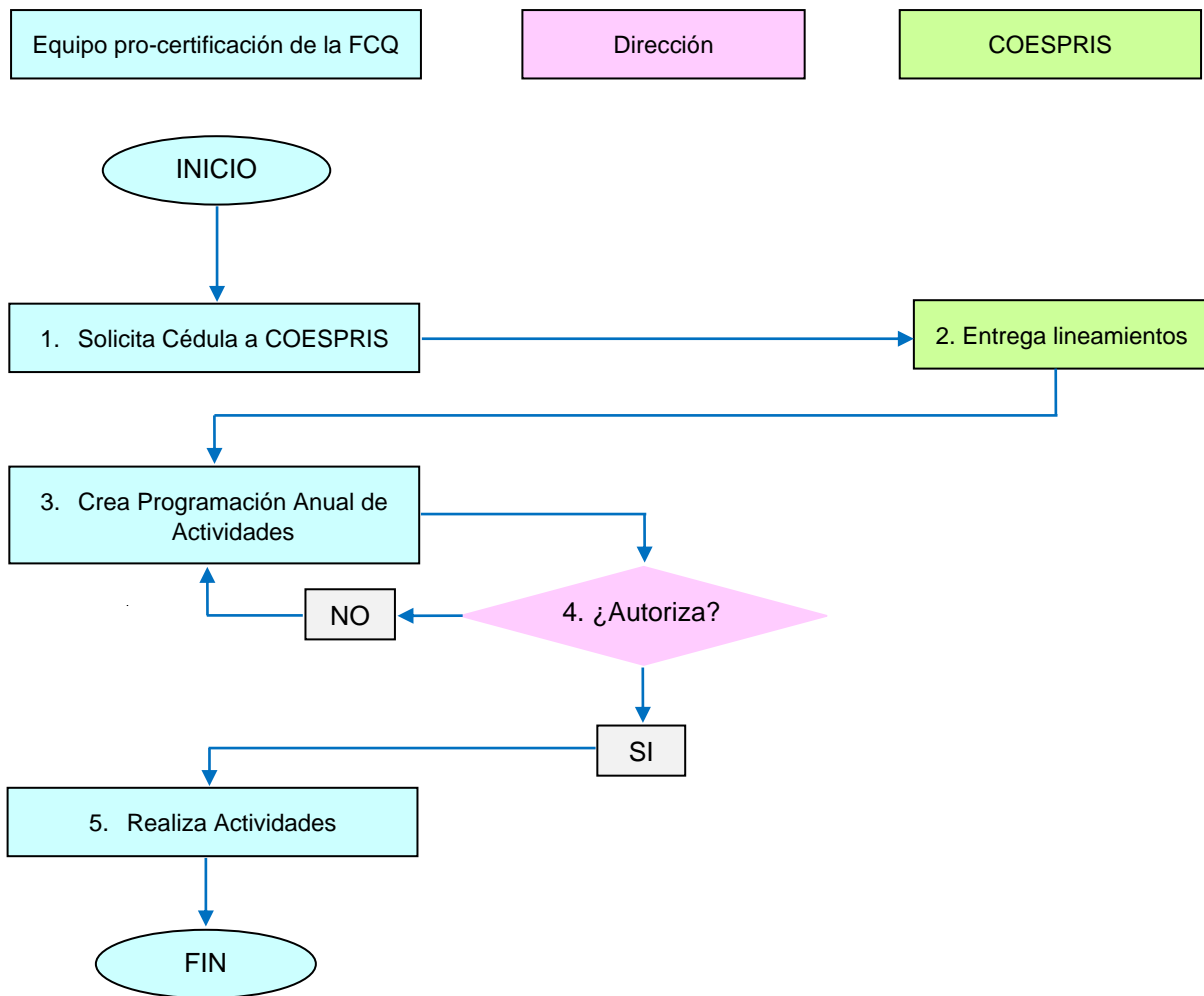 Equipo pro-certificación de la FCQ
Dirección
COESPRIS
INICIO
1. Solicita Cédula a COESPRIS
2. Entrega lineamientos
3. Crea Programación Anual de
Actividades
4. ¿Autoriza?
NO
SI
5. Realiza Actividades
FIN